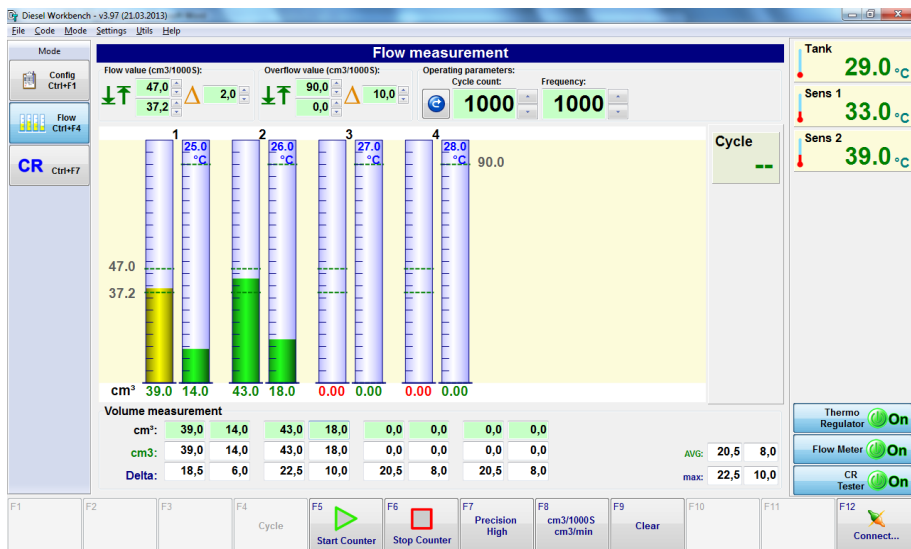 Diesel Workbench - v3.97 (21.03.2013)
File Code Mode Settings Utils Help
Mode
Config
Ctrl+F1
Flow
Ctrl+F4
CR Ctrl+F7
Flow measurement
Flow value (cm3/1000S):
47,0
37,2
2,0
Overflow value (cm3/1000S):
90,0
0,0
10,0
Operating parameters:
Cycle count:
1000
Frequency:
1000
Tank
29.0 °C
Sens 1
33.0 °C
Sens 2
39.0 °C
1 2 3 4
25.0 °C
26.0 °C
27.0 °C
28.0 °C
90.0
47.0
37.2
Cycle
--
cm³ 39.0 14.0 43.0 18.0 0.00 0.00 0.00 0.00
Volume measurement
cm³: 39,0 14,0 43,0 18,0 0,0 0,0 0,0 0,0
cm3: 39,0 14,0 43,0 18,0 0,0 0,0 0,0 0,0
Delta: 18,5 6,0 22,5 10,0 20,5 8,0 20,5 8,0
AVG: 20,5 8,0
max: 22,5 10,0
Thermo
Regulator On
Flow Meter On
CR
Tester On
F1
F2
F3
F4
Cycle
F5
Start Counter
F6
Stop Counter
F7
Precision
High
F8
cm3/1000S
cm3/min
F9
Clear
F10
F11
F12
Connect...